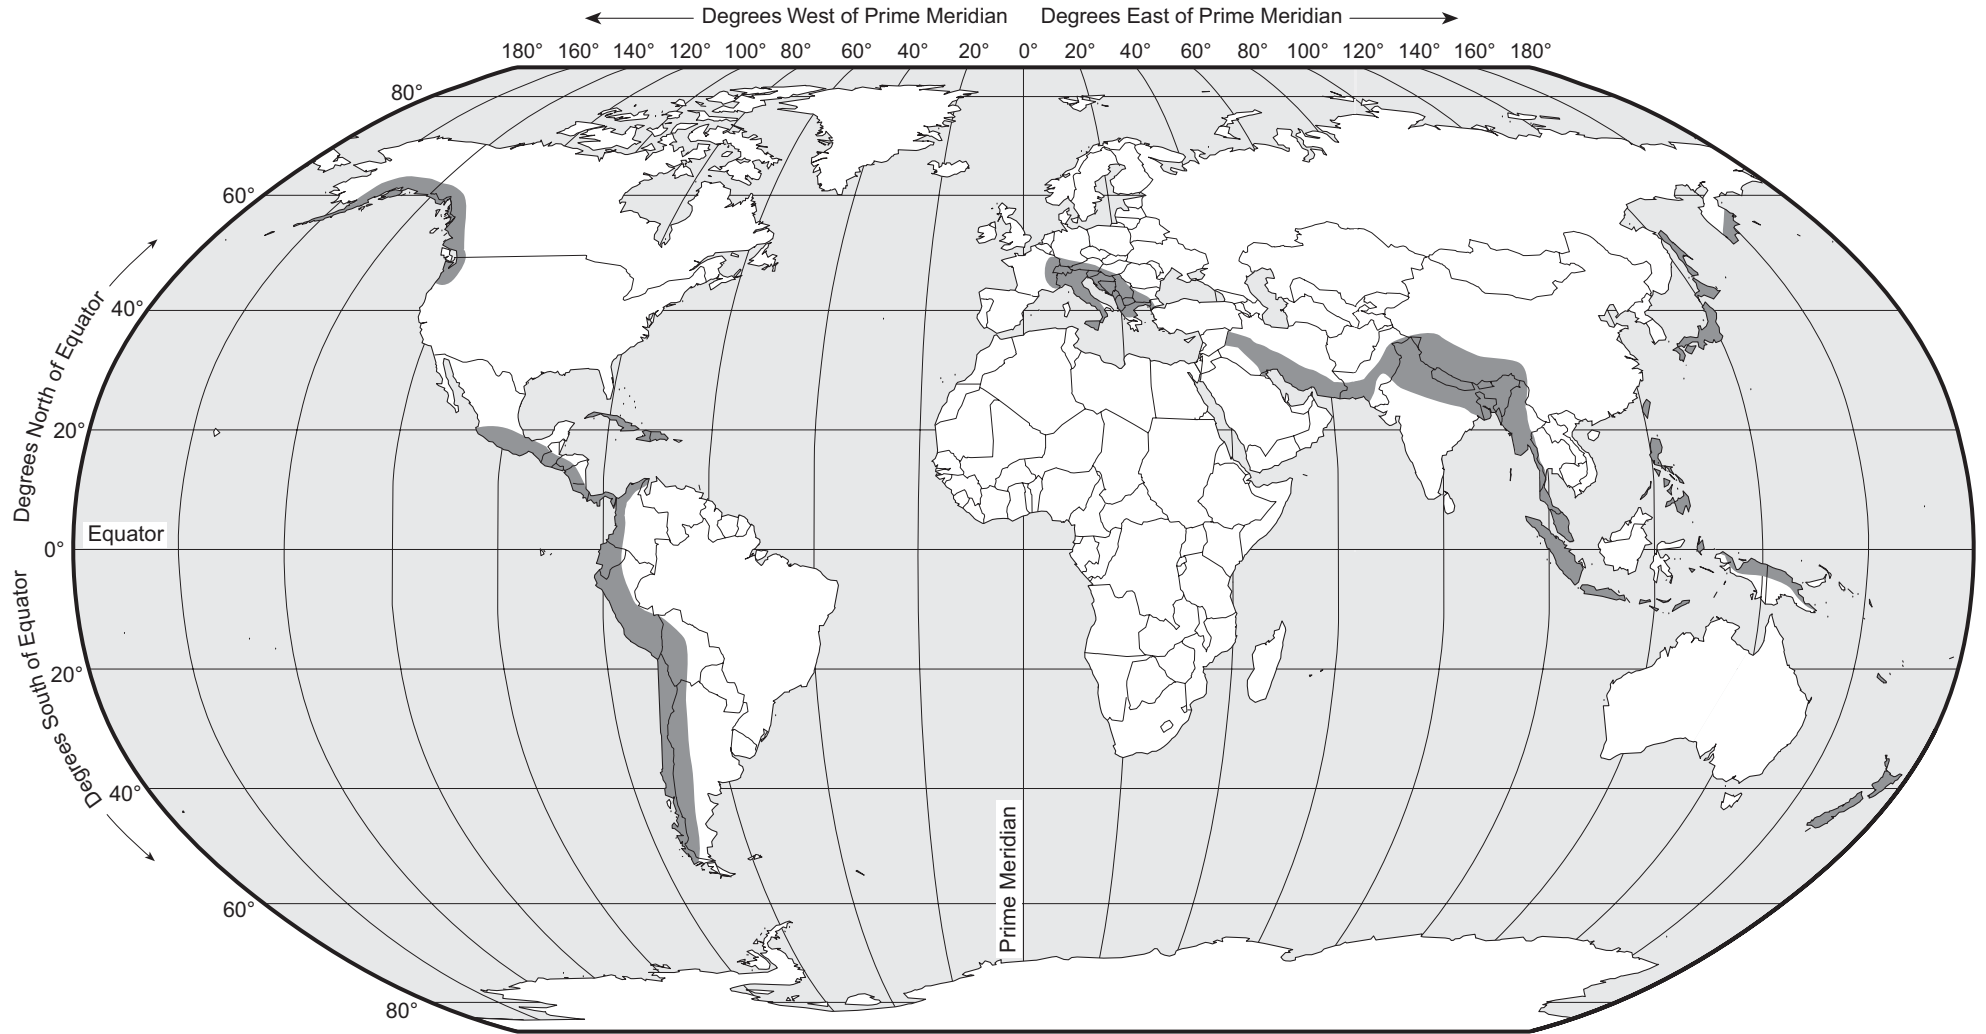 Degrees West of Prime Meridian Degrees East of Prime Meridian
180° 160° 140° 120° 100° 80° 60° 40° 20° 0° 20° 40° 60° 80° 100° 120° 140° 160° 180°
80°
60°
40°
Degrees North of Equator
20°
Equator
0°
Degrees South of Equator
20°
40°
Prime Meridian
60°
80°